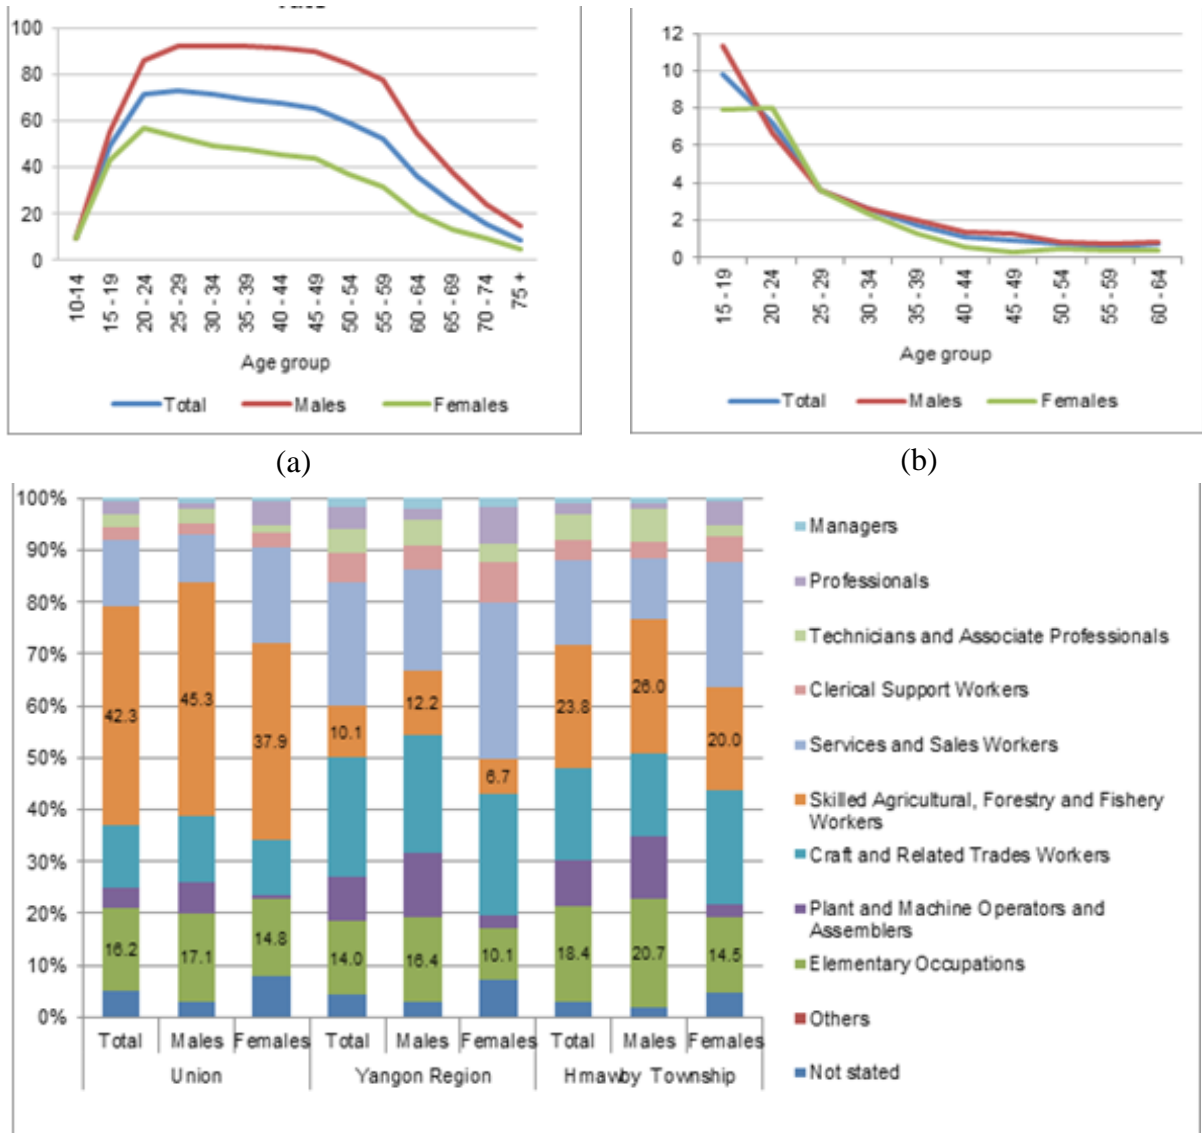 100
80
60
40
20
0
10-14
15 - 19
20 - 24
25 - 29
30 - 34
35 - 39
40 - 44
45 - 49
50 - 54
55 - 59
60 - 64
65 - 69
70 - 74
75 +
Age group
Total Males Females
(a)
12
10
8
6
4
2
0
15 - 19
20 - 24
25 - 29
30 - 34
35 - 39
40 - 44
45 - 49
50 - 54
55 - 59
60 - 64
Age group
Total Males Females
(b)
100%
90%
80%
70%
60%
50%
40%
30%
20%
10%
0%
42.3 45.3 37.9 10.1 12.2 6.7 23.8 26.0 20.0
16.2 17.1 14.8 14.0 16.4 10.1 18.4 20.7 14.5
Total Males Females Total Males Females Total Males Females
Union Yangon Region Hmawby Township
Managers
Professionals
Technicians and Associate Professionals
Clerical Support Workers
Services and Sales Workers
Skilled Agricultural, Forestry and Fishery
Workers
Craft and Related Trades Workers
Plant and Machine Operators and
Assemblers
Elementary Occupations
Others
Not stated